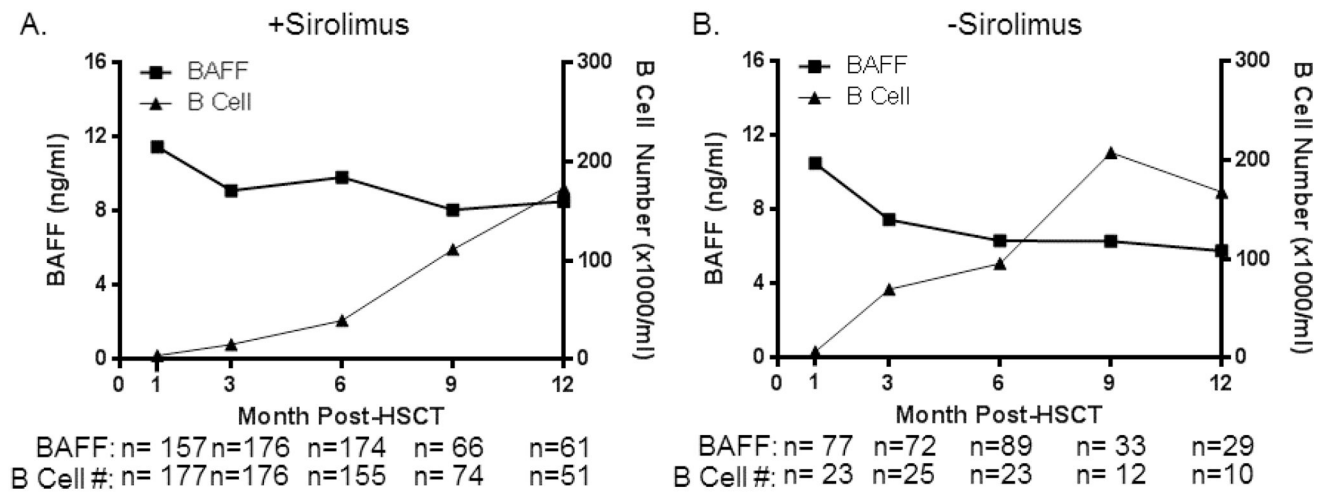 A. +Sirolimus
BAFF
B Cell
BAFF (ng/ml)
16
12
8
4
0
B Cell Number (x1000/ml)
300
200
100
0
0 1 3 6 9 12
Month Post-HSCT
BAFF: n= 157 n=176 n=174 n= 66 n=61
B Cell #: n= 177 n=176 n=155 n= 74 n=51
B. -Sirolimus
BAFF
B Cell
BAFF (ng/ml)
16
12
8
4
0
B Cell Number (x1000/ml)
300
200
100
0
0 1 3 6 9 12
Month Post-HSCT
BAFF: n= 77 n=72 n=89 n= 33 n=29
B Cell #: n= 23 n=25 n=23 n= 12 n=10